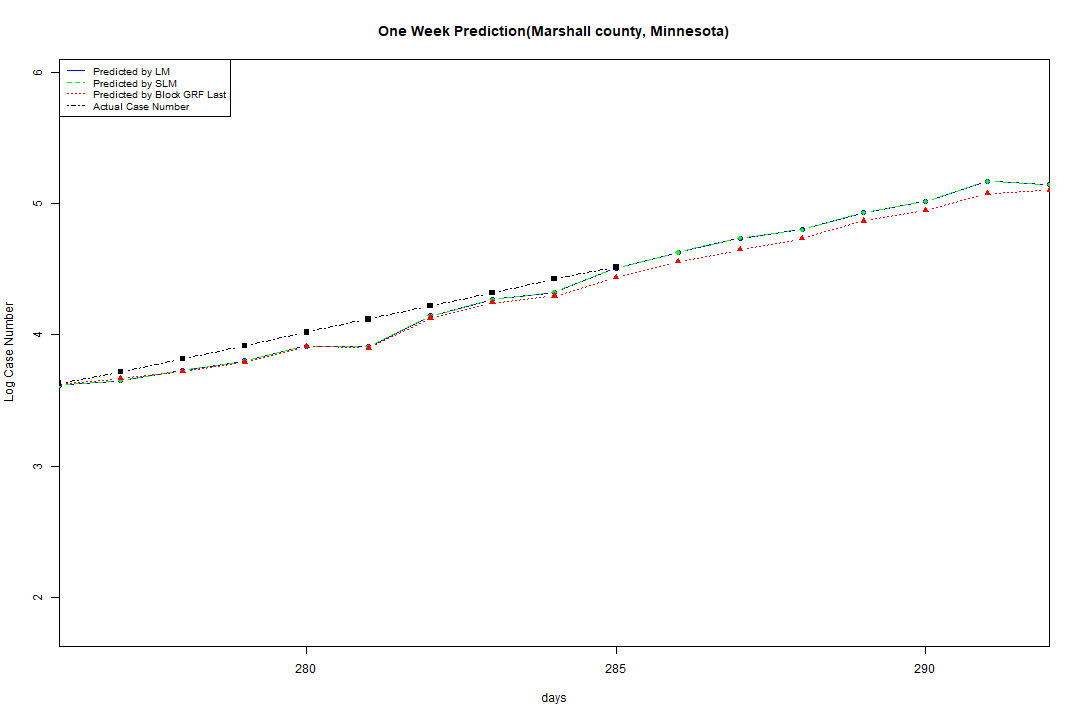 One Week Prediction(Marshall county, Minnesota)
Predicted by LM
Predicted by SLM
Predicted by Block GRF Last
Actual Case Number
6
5
4
3
2
Log Case Number
280 285 290
days